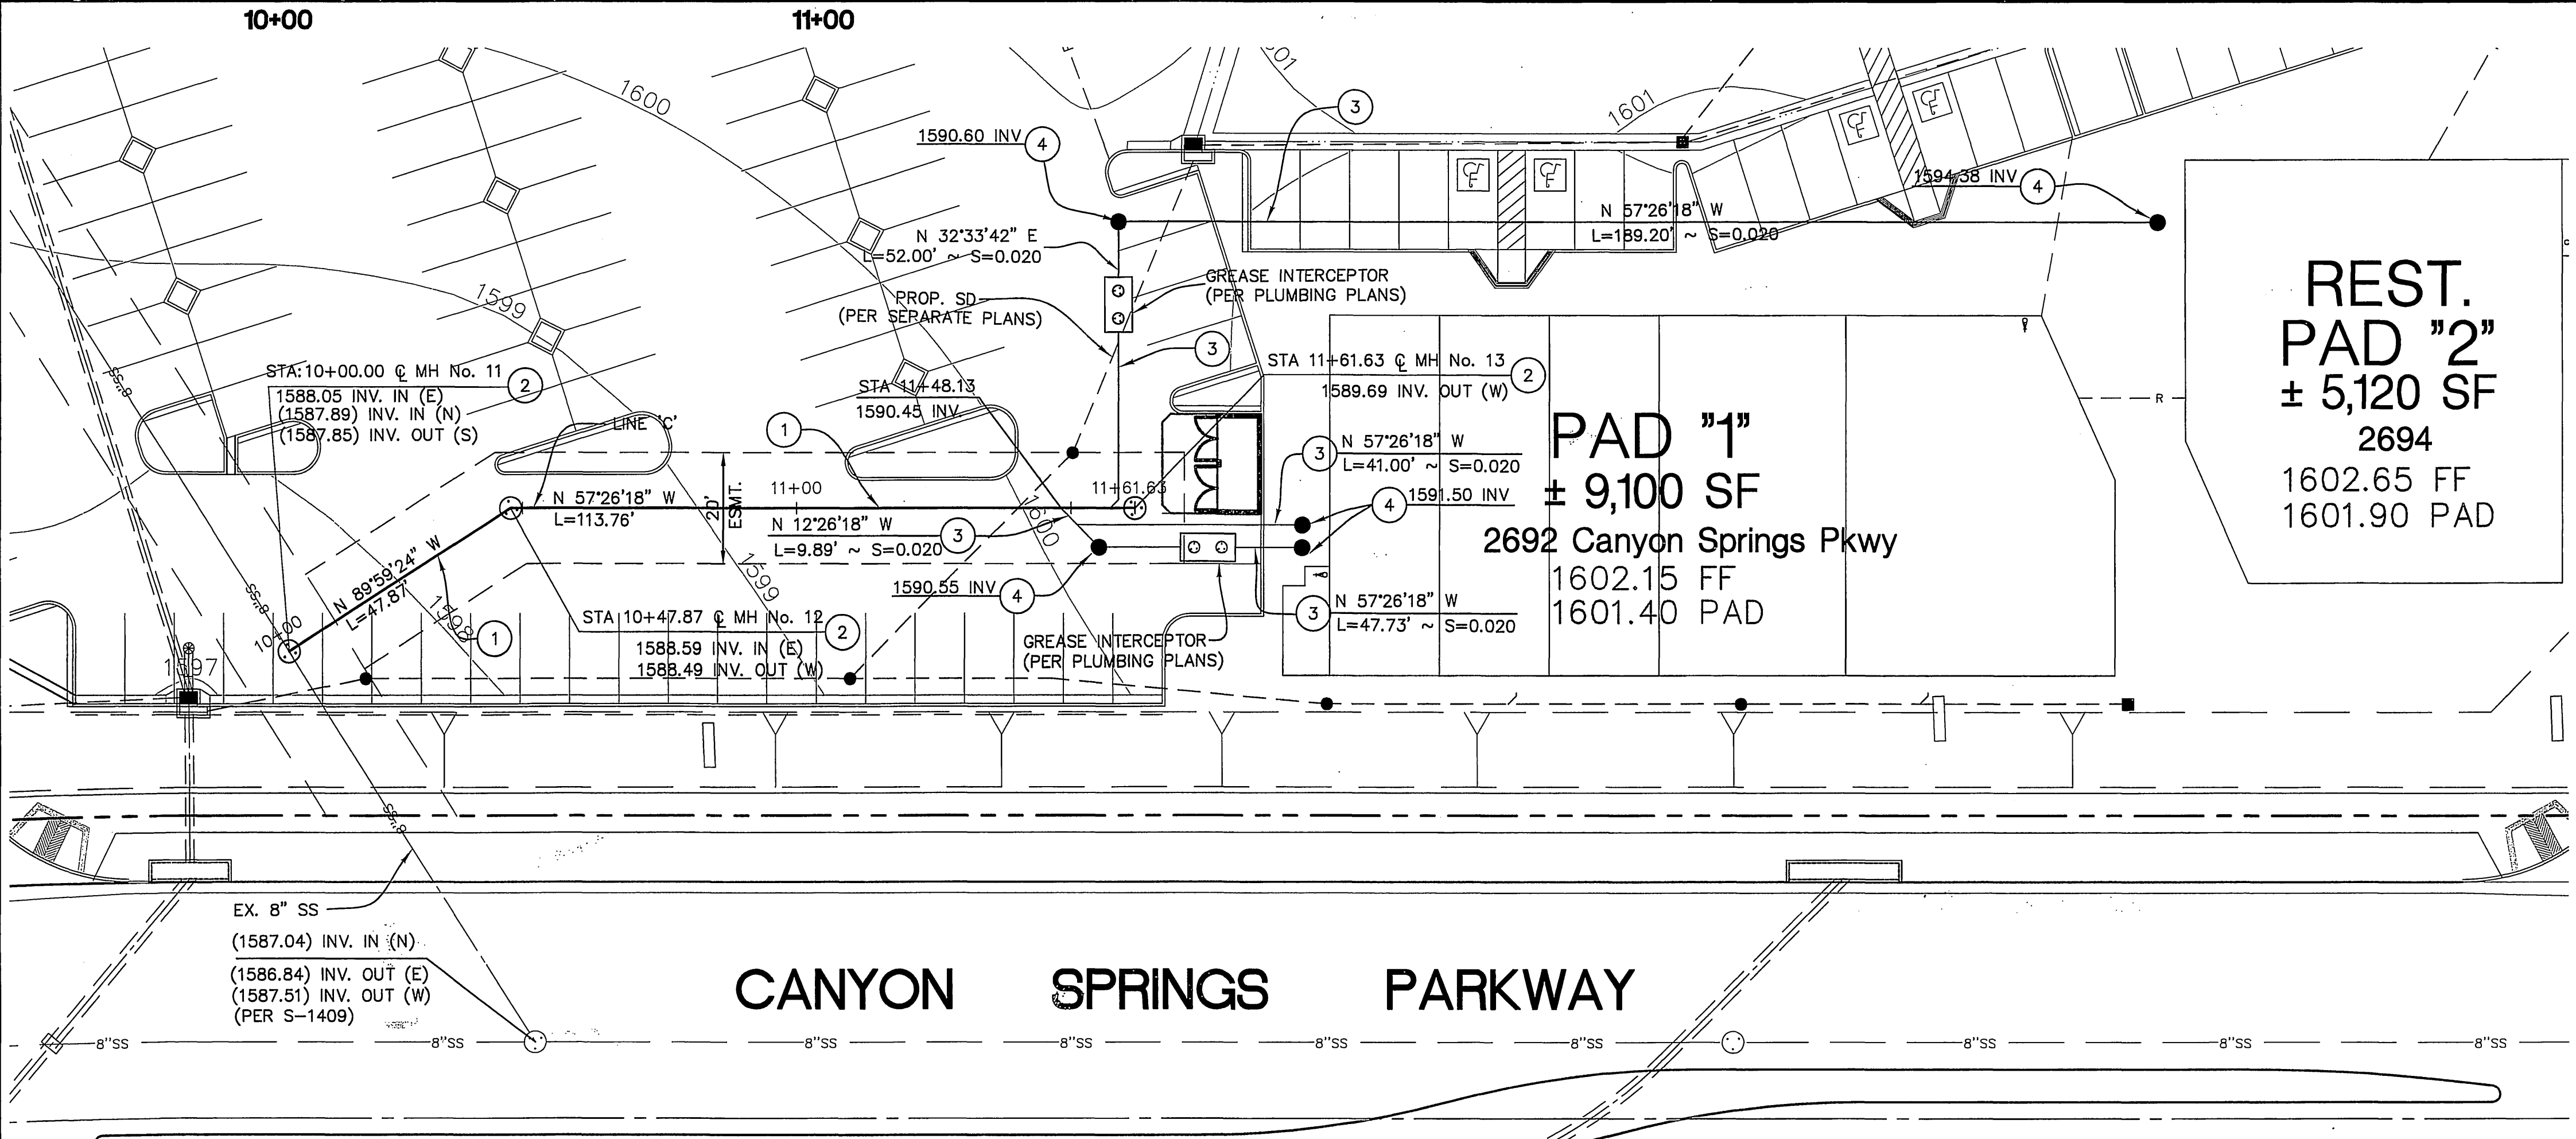 10+00
11+00
1600
1601
1590.60 INV
4
3
1594.38 INV
4
N 57°26'18" W
L=189.20' ~ S=0.020
N 32°33'42" E
L=52.00' ~ S=0.020
GREASE INTERCEPTOR
(PER PLUMBING PLANS)
1599
PROP. SD
(PER SEPARATE PLANS)
3
REST.
PAD "2"
± 5,120 SF
2694
1602.65 FF
1601.90 PAD
8"SS
STA:10+00.00 ℄ MH No. 11
2
1588.05 INV. IN (E)
(1587.89) INV. IN (N)
(1587.85) INV. OUT (S)
STA 11+48.13
1590.45 INV.
STA 11+61.63 ℄ MH No. 13
2
1589.69 INV. OUT (W)
R
LINE 'C'
1
PAD "1"
± 9,100 SF
2692 Canyon Springs Pkwy
1602.15 FF
1601.40 PAD
3
N 57°26'18" W
L=41.00' ~ S=0.020
4
1591.50 INV
11+00
11+61.63
N 57°26'18" W
L=113.76'
20'
ESMT.
N 12°26'18" W
L=9.89' ~ S=0.020
3
1600
N 89°59'24" W
L=47.87'
1599
1590.55 INV
4
8"SS
1598
1
10+00
STA 10+47.87 ℄ MH No. 12
2
1588.59 INV. IN (E)
1588.49 INV. OUT (W)
3
N 57°26'18" W
L=47.73' ~ S=0.020
GREASE INTERCEPTOR
(PER PLUMBING PLANS)
1597
8"SS
EX. 8" SS
(1587.04) INV. IN (N)
(1586.84) INV. OUT (E)
(1587.51) INV. OUT (W)
(PER S-1409)
CANYON SPRINGS PARKWAY
8"SS 8"SS 8"SS 8"SS 8"SS 8"SS 8"SS 8"SS 8"SS